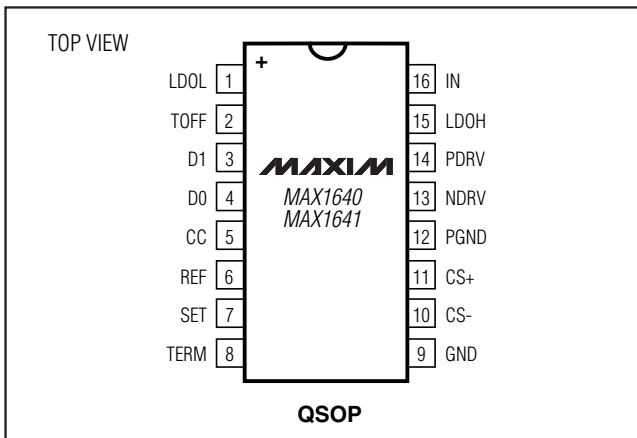 TOP VIEW
+
LDOL 1
TOFF 2
D1 3
D0 4
CC 5
REF 6
SET 7
TERM 8
MAXIM
MAX1640
MAX1641
16 IN
15 LDOH
14 PDRV
13 NDRV
12 PGND
11 CS+
10 CS-
9 GND
QSOP